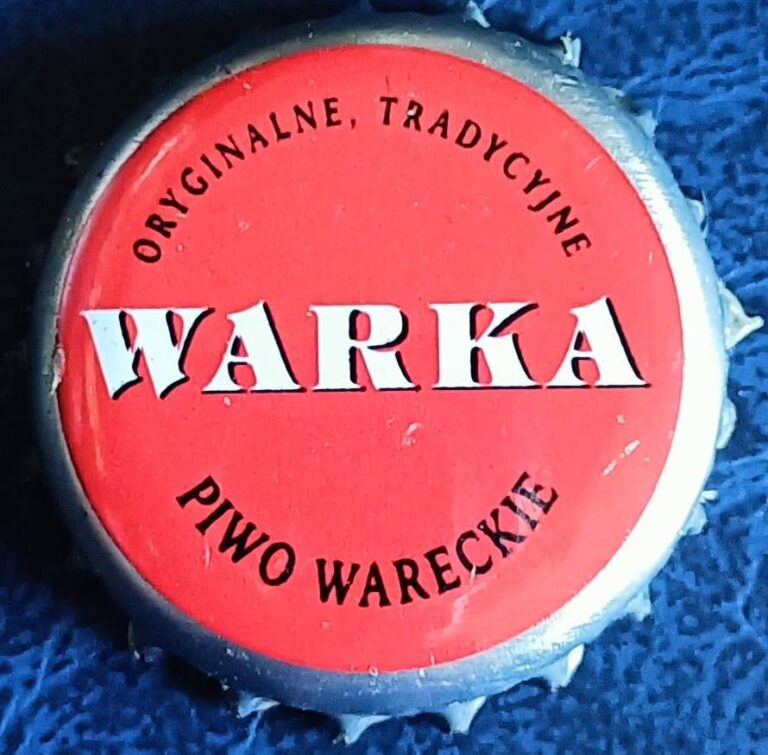 ORYGINALNE, TRADYCYJNE
WARKA
PIWO WARECKIE